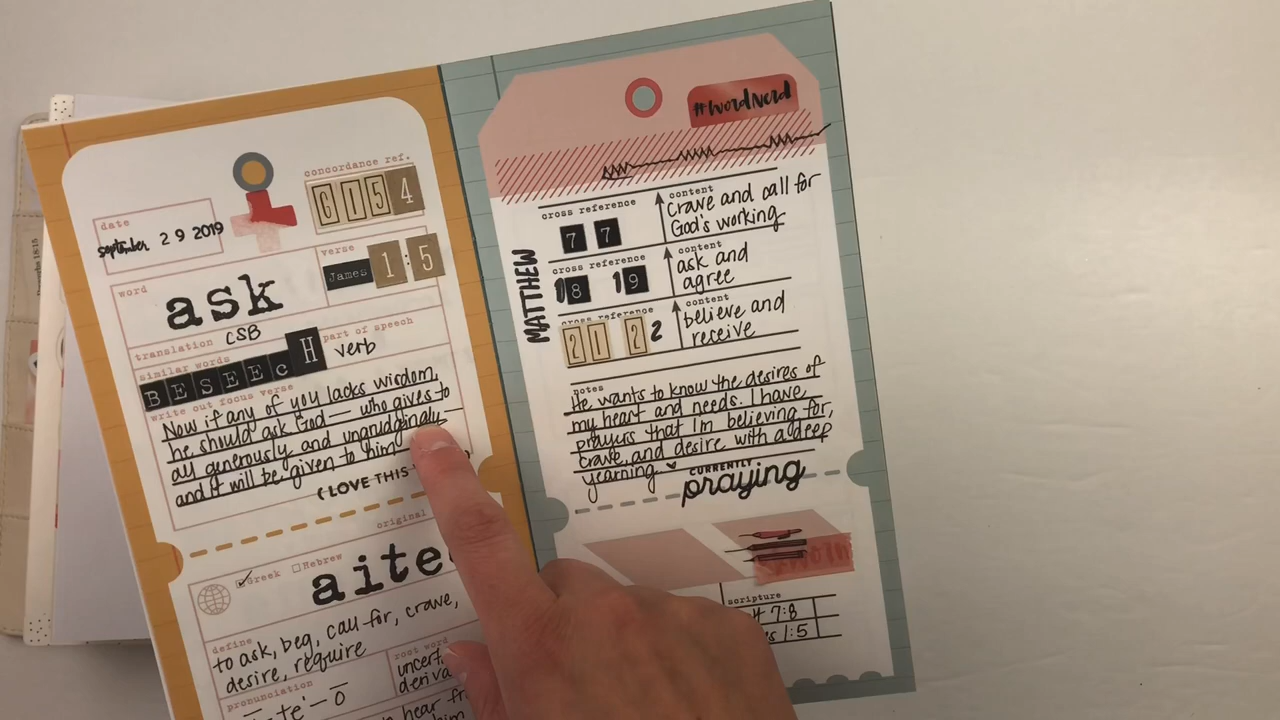 date
september 29 2019
concordance ref.
G154
word
ask
verse
James 1:5
translation CSB
similar words
BESEEcH
part of speech
verb
write out focus verse
Now if any of you lacks wisdom,
he should ask God— who gives to
all generously and ungrudgingly—
and it will be given to him
(LOVE THIS
original
Greek Hebrew
define
to ask, beg, call for, crave,
desire, require
root word
pronunciation
#WordNerd
MATTHEW
cross reference
7 7
content
crave and call for
God's working
cross reference
18 19
content
ask and
agree
cross reference
21 22
content
believe and
receive
notes
He, wants to know the desires of
my heart and needs. I have,
prayers that I'm believing for,
crave, and desire with a deep
yearning.
CURRENTLY
praying
scripture
7:8
1:5